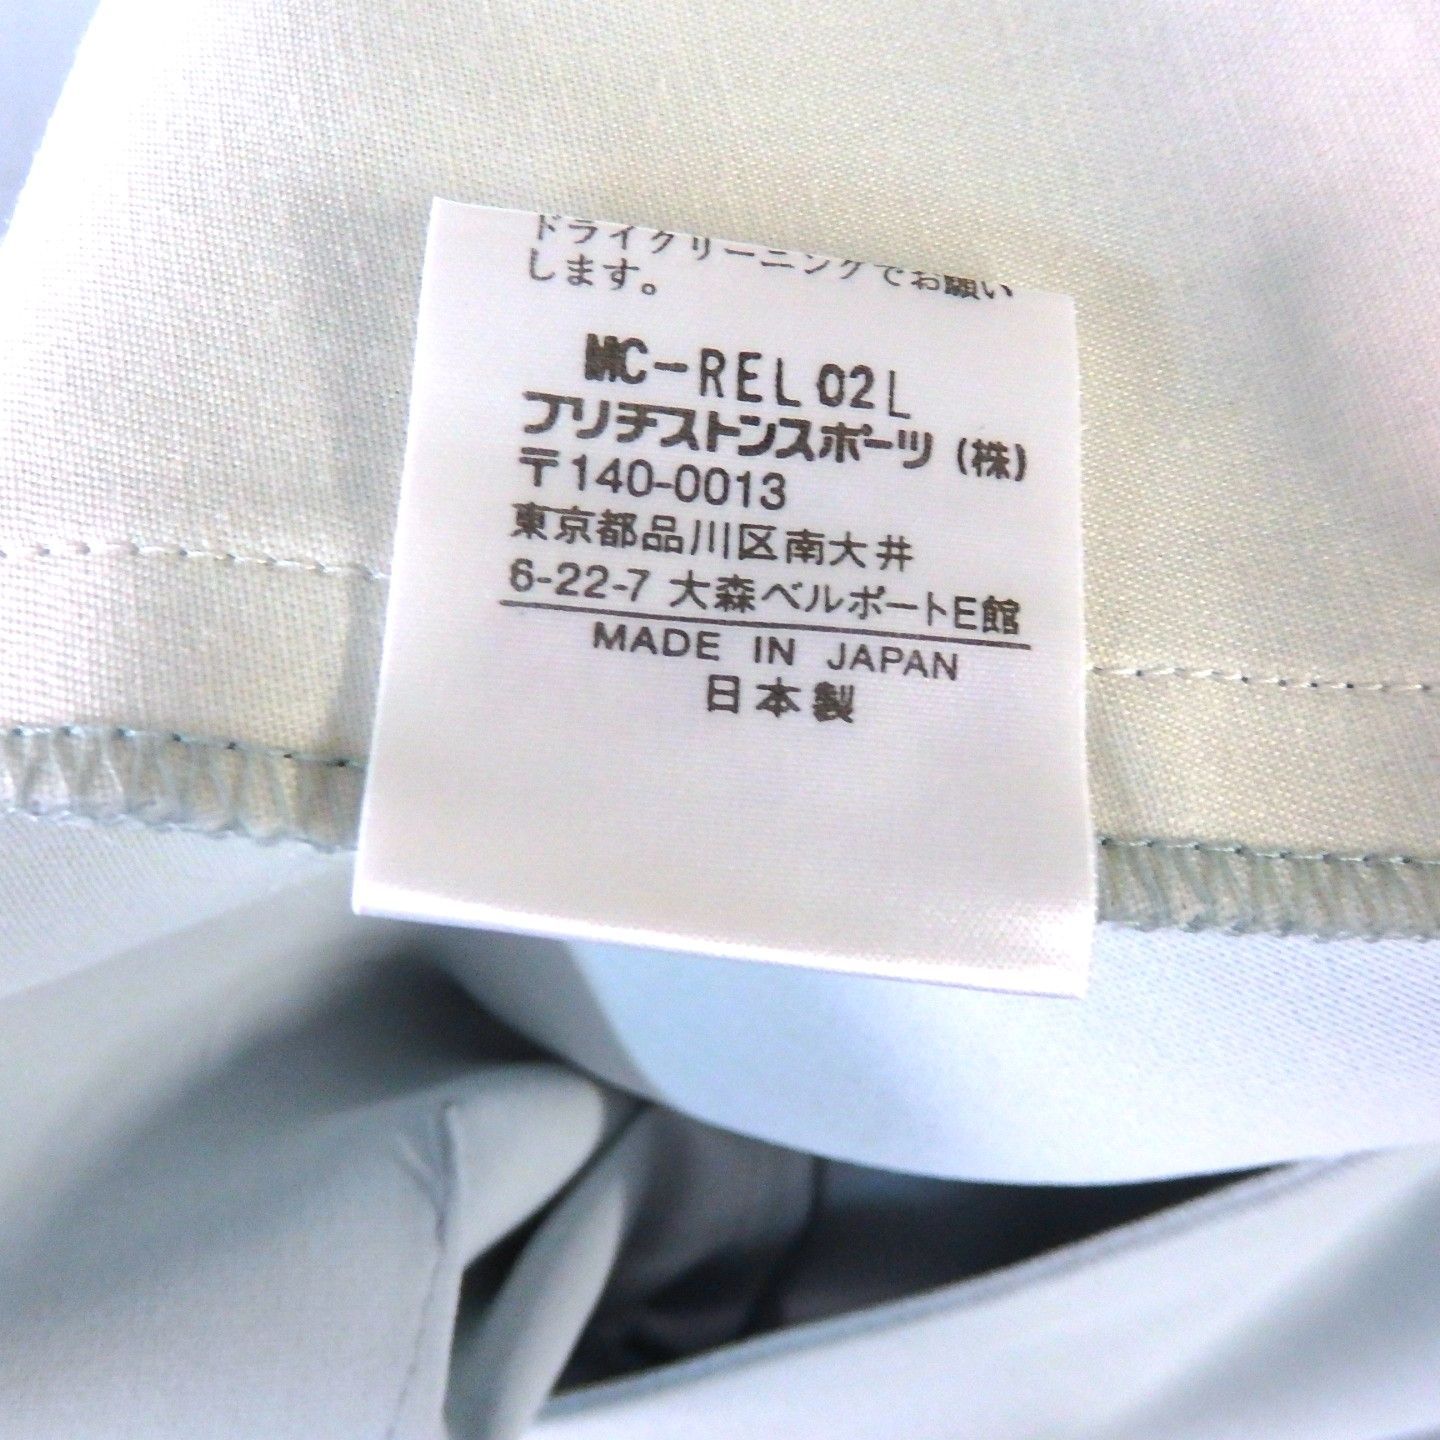 ドライクリーニングでお願い
します。
MC-REL02L
ブリヂストンスポーツ(株)
〒140-0013
東京都品川区南大井
6-22-7 大森ベルポートE館
MADE IN JAPAN
日本製